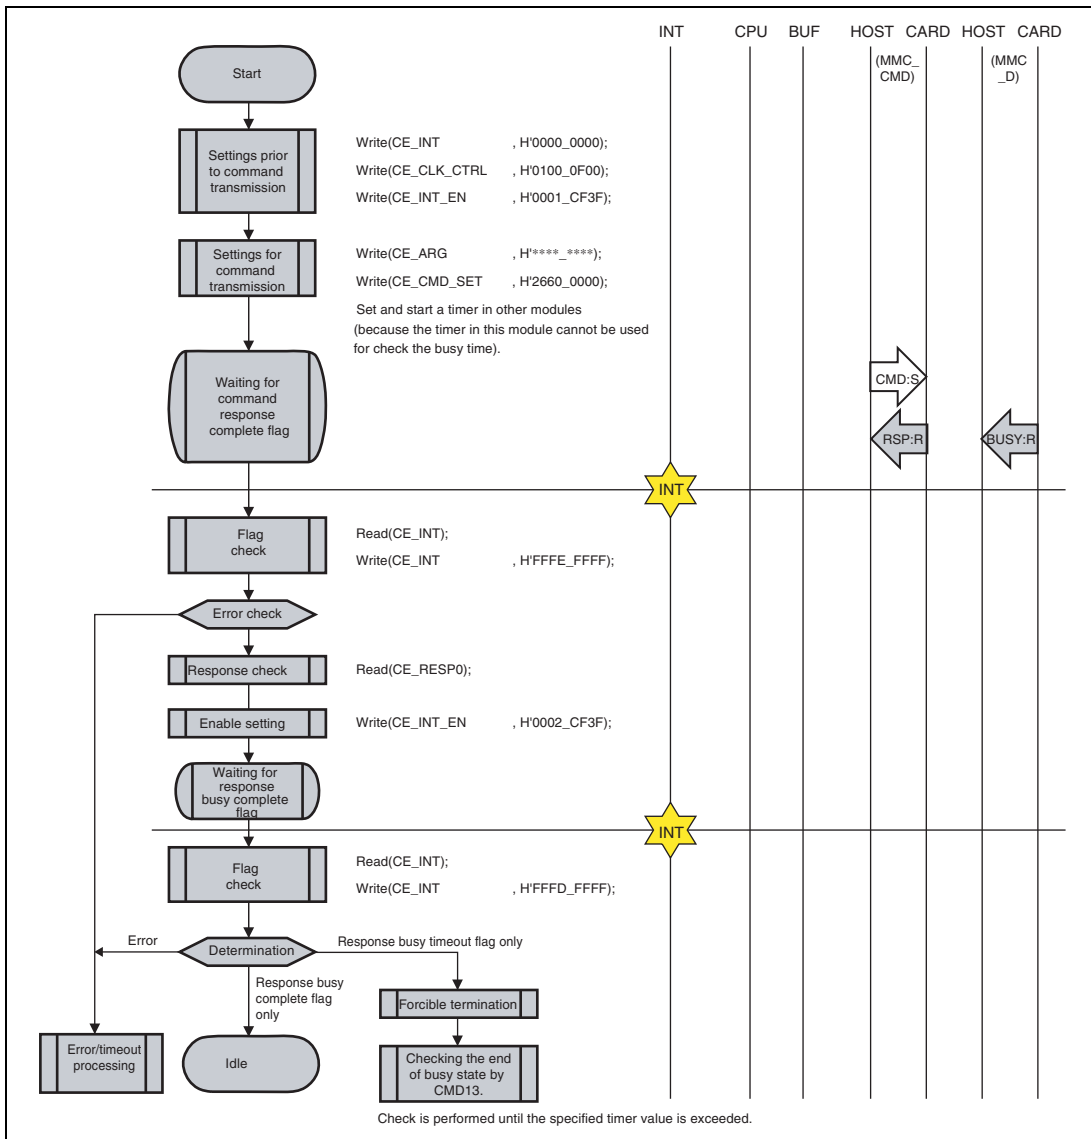 INT CPU BUF HOST CARD HOST CARD
(MMC_
CMD)
(MMC
_D)
Start
Settings prior
to command
transmission
Write(CE_INT , H'0000_0000);
Write(CE_CLK_CTRL , H'0100_0F00);
Write(CE_INT_EN , H'0001_CF3F);
Settings for
command
transmission
Write(CE_ARG , H'****_****);
Write(CE_CMD_SET , H'2660_0000);
Set and start a timer in other modules
(because the timer in this module cannot be used
for check the busy time).
Waiting for
command
response
complete flag
CMD:S
RSP:R
BUSY:R
INT
Flag
check
Read(CE_INT);
Write(CE_INT , H'FFFE_FFFF);
Error check
Response check
Read(CE_RESP0);
Enable setting
Write(CE_INT_EN , H'0002_CF3F);
Waiting for
response
busy complete
flag
INT
Flag
check
Read(CE_INT);
Write(CE_INT , H'FFFD_FFFF);
Error
Determination
Response busy timeout flag only
Response busy
complete flag
only
Forcible termination
Error/timeout
processing
Idle
Checking the end
of busy state by
CMD13.
Check is performed until the specified timer value is exceeded.